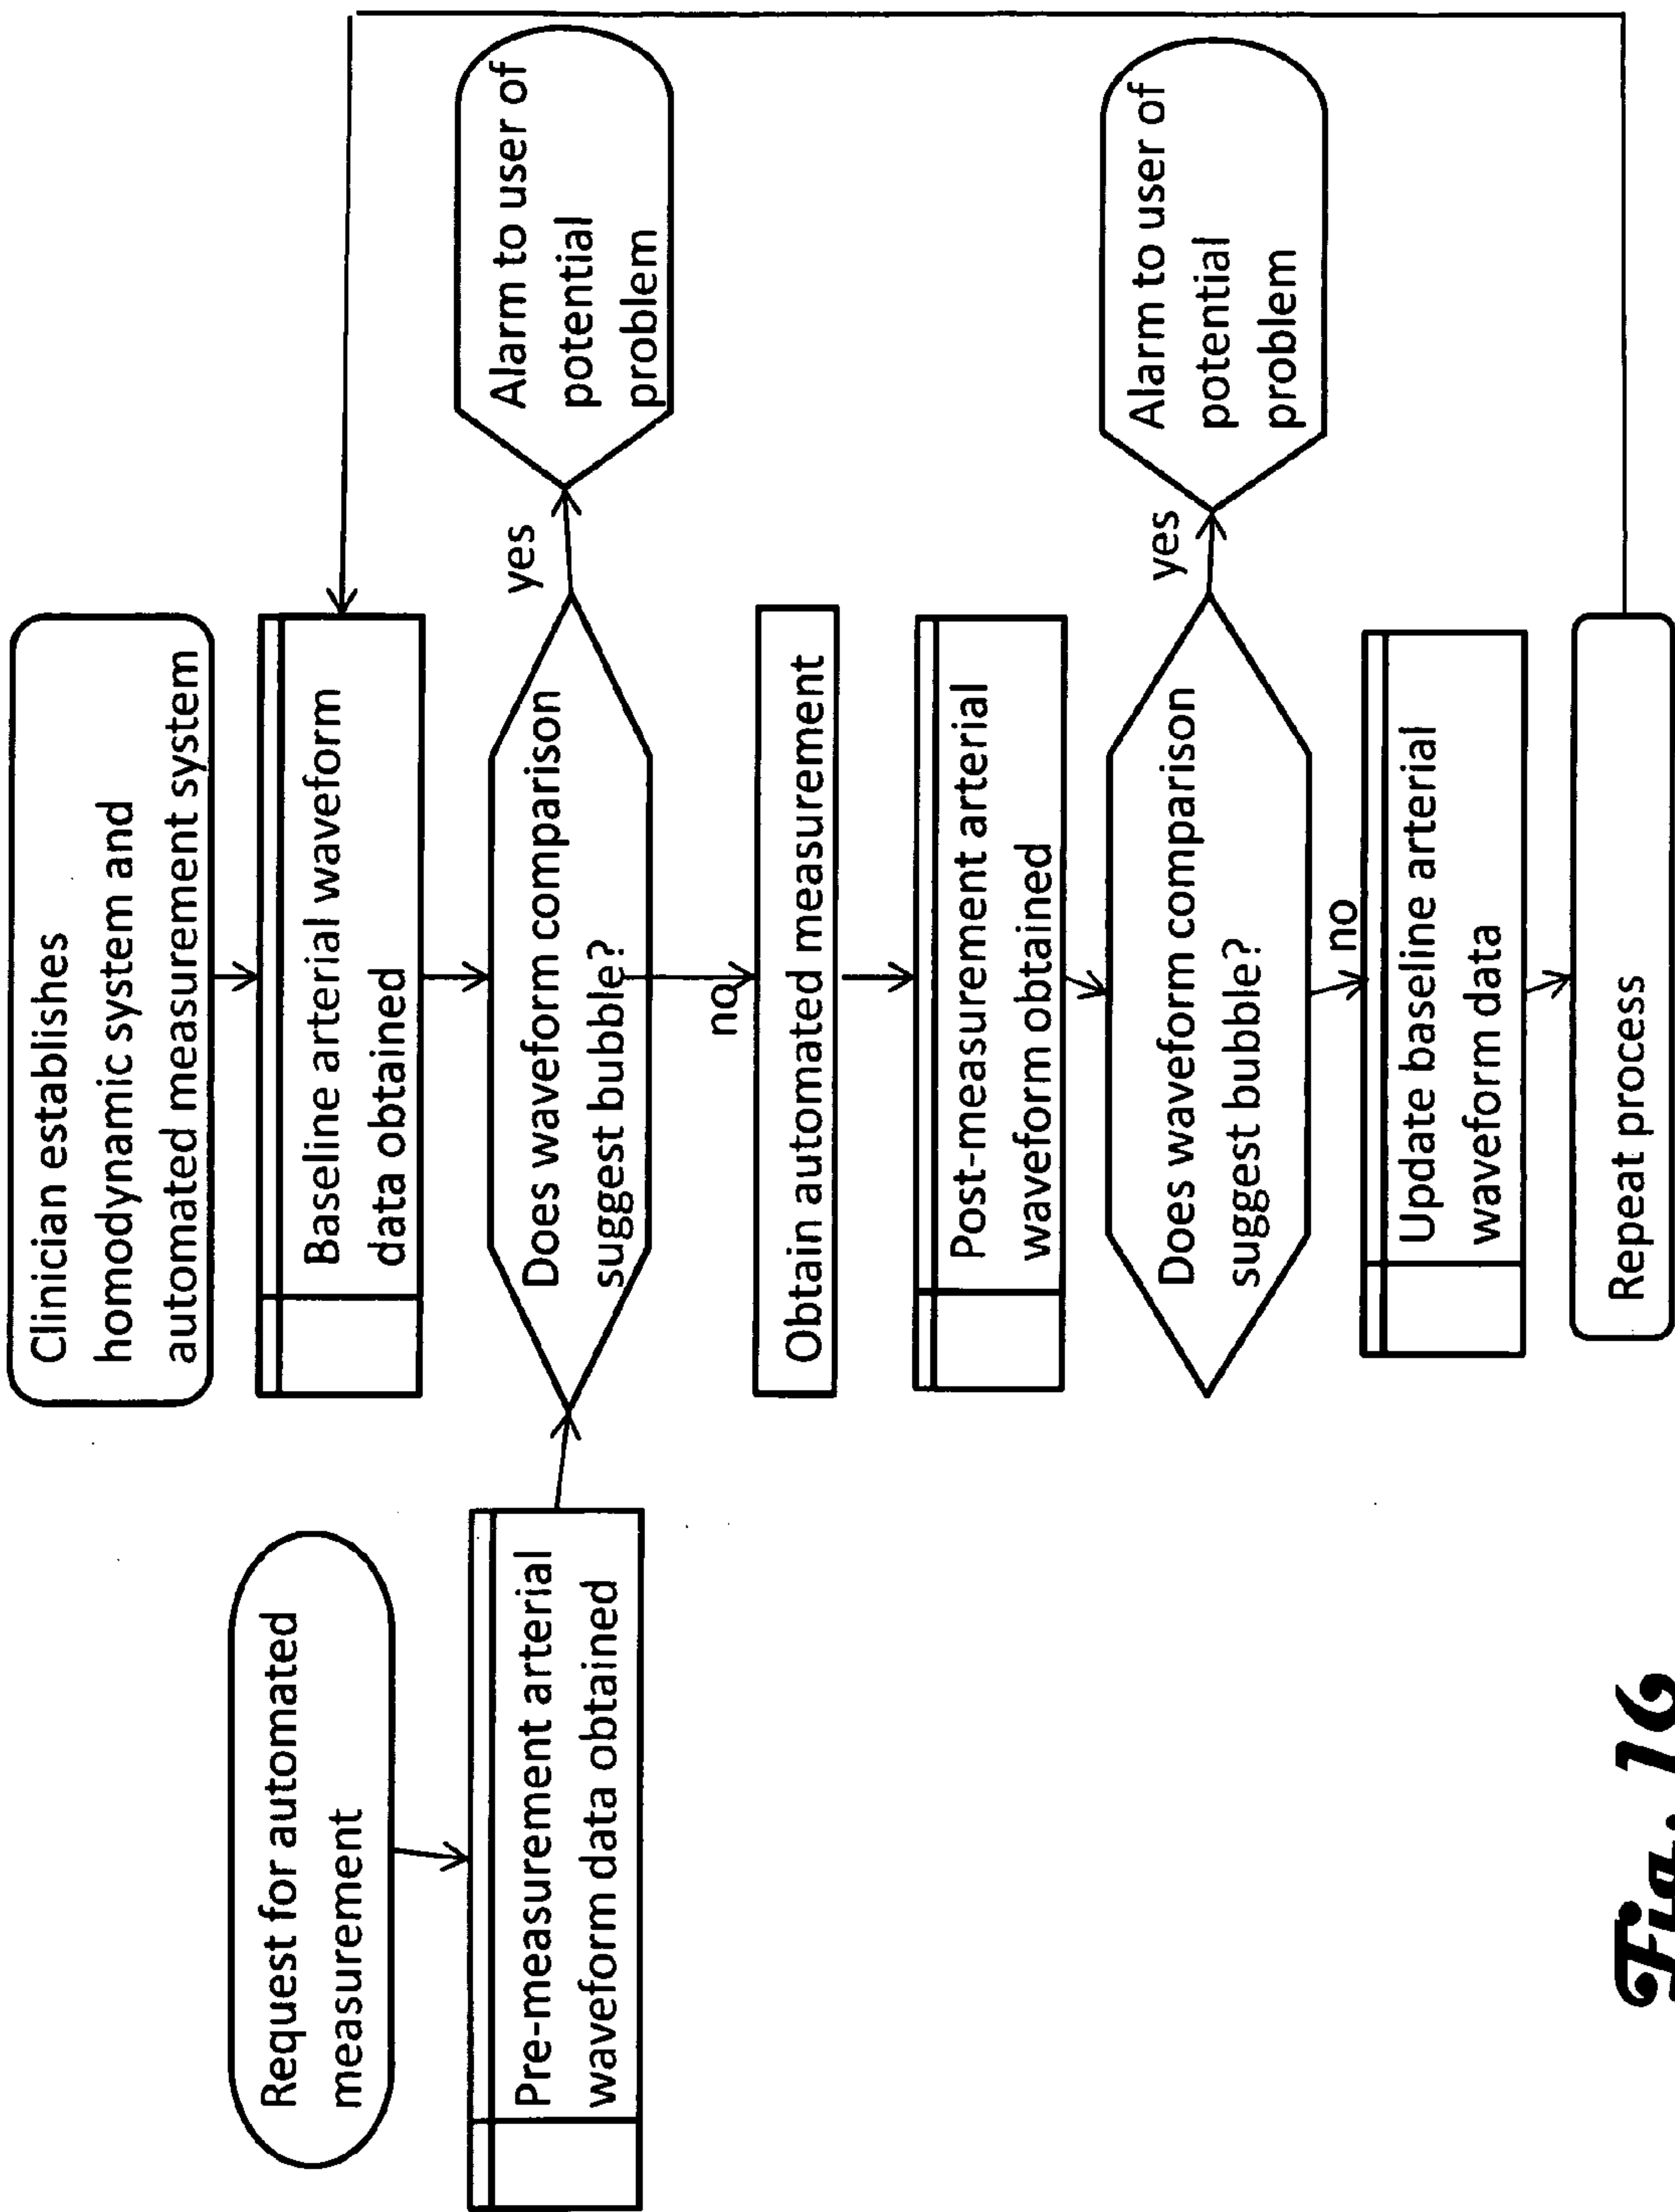 Clinician establishes
homodynamic system and
automated measurement system
Baseline arterial waveform
data obtained
Request for automated
measurement
Pre-measurement arterial
waveform data obtained
Does waveform comparison
suggest bubble?
yes
Alarm to user of
potential
problem
no
Obtain automated measurement
Post-measurement arterial
waveform obtained
Does waveform comparison
suggest bubble?
yes
Alarm to user of
potential
problem
no
Update baseline arterial
waveform data
Repeat process
Fig. 16